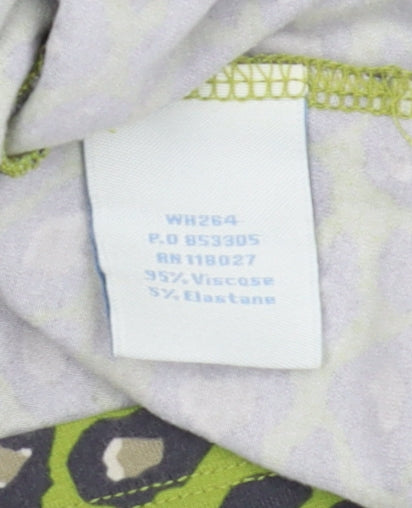 WH264
P.O 853305
RN 118027
95% Viscose
5% Elastane